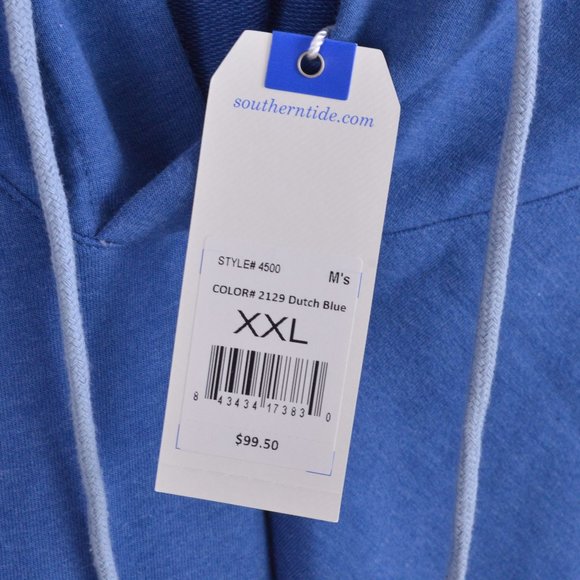 southerntide.com
STYLE# 4500 M's
COLOR# 2129 Dutch Blue
XXL
8 43434 17383 0
$99.50